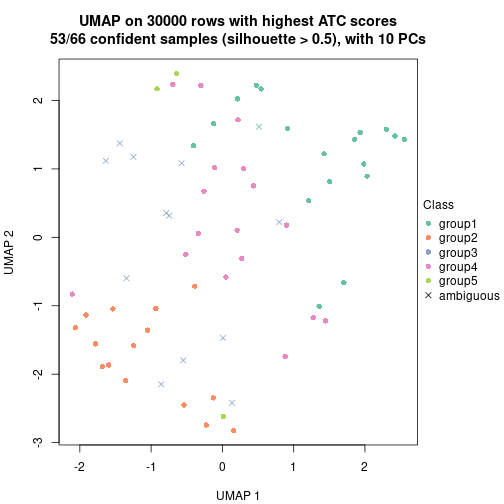 UMAP on 30000 rows with highest ATC scores
53/66 confident samples (silhouette > 0.5), with 10 PCs
UMAP 2
2
1
0
-1
-2
-3
-2
-1
0
1
2
UMAP 1
Class
group1
group2
group3
group4
group5
ambiguous